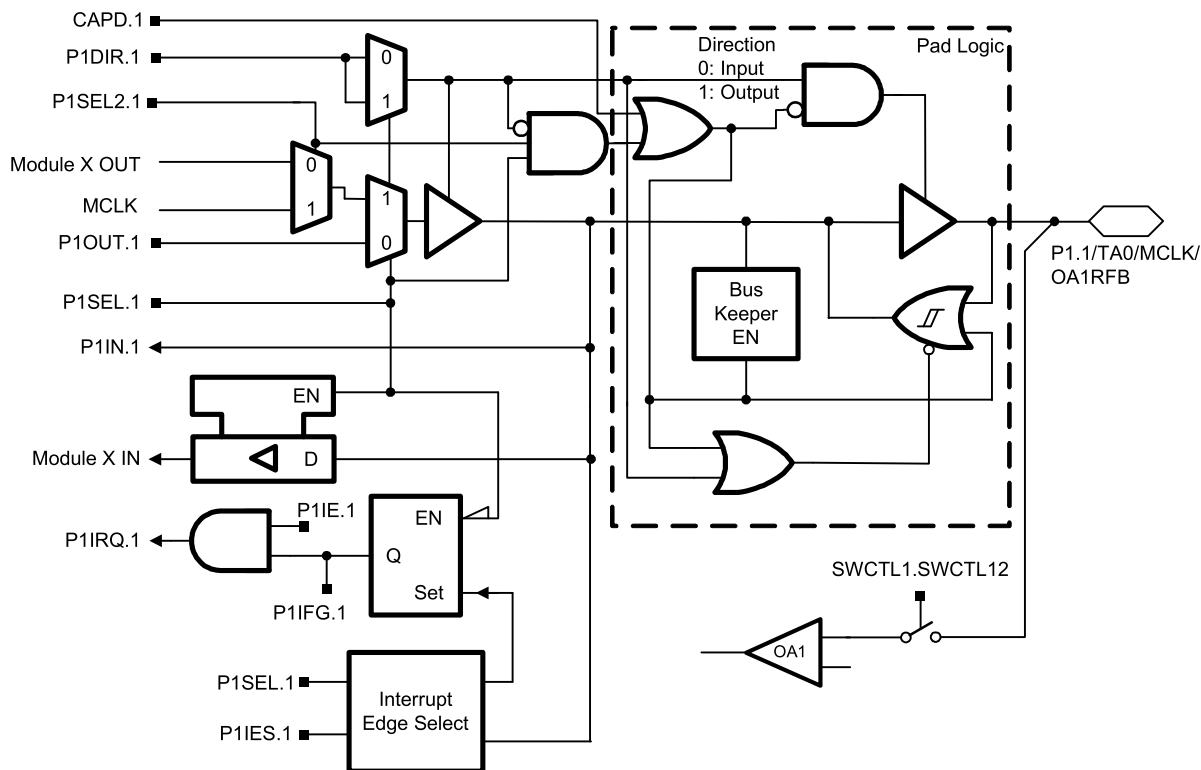 CAPD.1
P1DIR.1
P1SEL2.1
Module X OUT
MCLK
P1OUT.1
P1SEL.1
P1IN.1
Module X IN
P1IRQ.1
0
1
0
1
1
0
EN
D
P1IE.1
P1IFG.1
EN
Q
Set
P1SEL.1
P1IES.1
Interrupt
Edge Select
Direction
0: Input
1: Output
Pad Logic
Bus
Keeper
EN
P1.1/TA0/MCLK/
OA1RFB
SWCTL1.SWCTL12
OA1